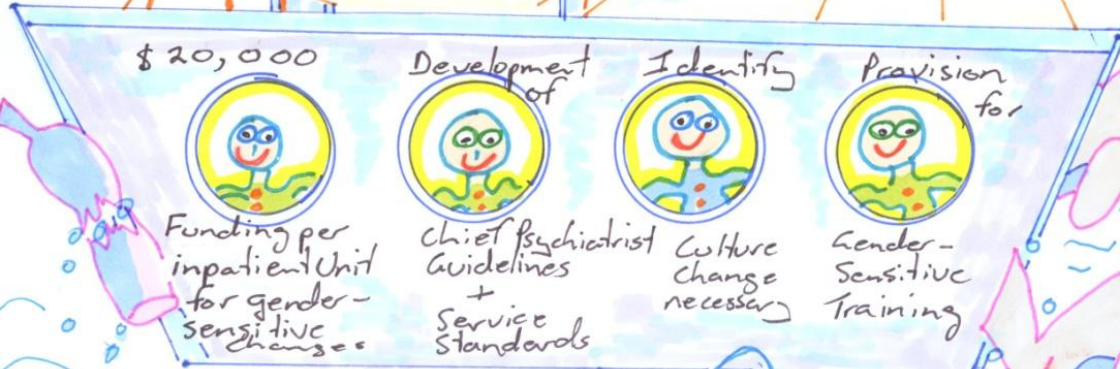 $ 20,000
Funding per
inpatient Unit
for gender-
sensitive
changes
Development
of
Chief Psychiatrist
Guidelines
+
Service
Standards
Identify
Culture
Change
necessary
Provision
for
Gender-
Sensitive
Training